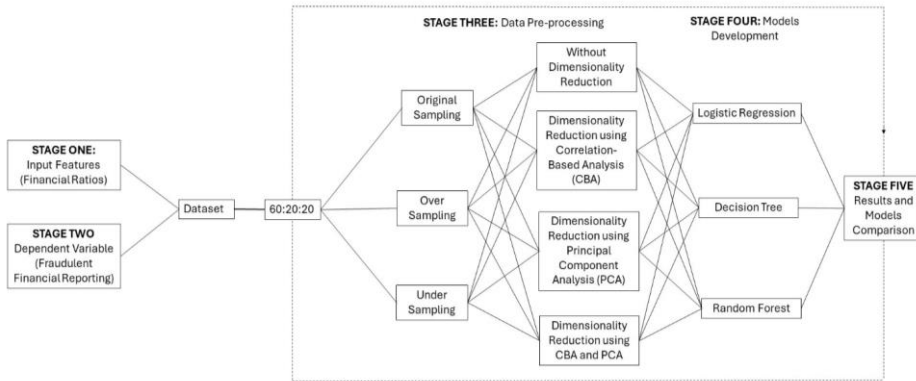 STAGE THREE: Data Pre-processing
STAGE FOUR: Models
Development
STAGE ONE:
Input Features
(Financial Ratios)
STAGE TWO
Dependent Variable
(Fraudulent
Financial Reporting)
Dataset
60:20:20
Original
Sampling
Over
Sampling
Under
Sampling
Without
Dimensionality
Reduction
Dimensionality
Reduction using
Correlation-
Based Analysis
(CBA)
Dimensionality
Reduction using
Principal
Component
Analysis (PCA)
Dimensionality
Reduction using
CBA and PCA
Logistic Regression
Decision Tree
Random Forest
STAGE FIVE
Results and
Models
Comparison